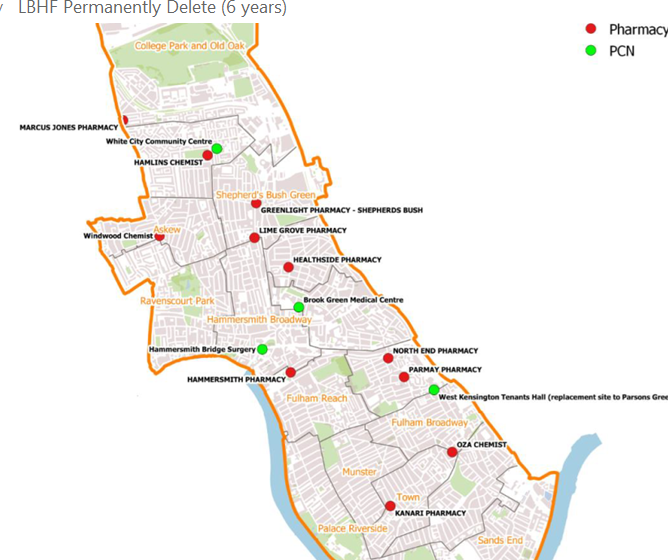 LBHF Permanently Delete (6 years)
Pharmacy
PCN
College Park and Old Oak
MARCUS JONES PHARMACY
White City Community Centre
HAMLINS CHEMIST
Shepherd's Bush Green
GREENLIGHT PHARMACY - SHEPHERDS BUSH
Windwood Chemist
Askew
LIME GROVE PHARMACY
HEALTHSIDE PHARMACY
Ravenscourt Park
Brook Green Medical Centre
Hammersmith Broadway
Hammersmith Bridge Surgery
NORTH END PHARMACY
PARMAY PHARMACY
HAMMERSMITH PHARMACY
Fulham Reach
West Kensington Tenants Hall (replacement site to Parsons Gree
Fulham Broadway
OZA CHEMIST
Munster
Town
KANARI PHARMACY
Palace Riverside
Sands End